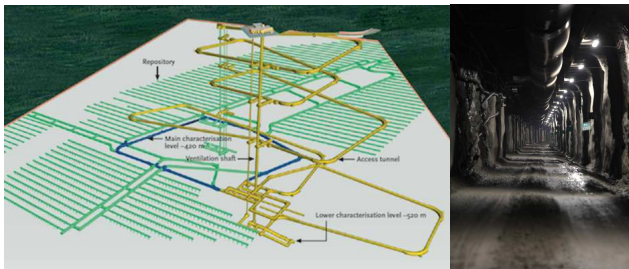 Repository
Main characterisation
level –420 m
Ventilation shaft
Access tunnel
Lower characterisation level –520 m